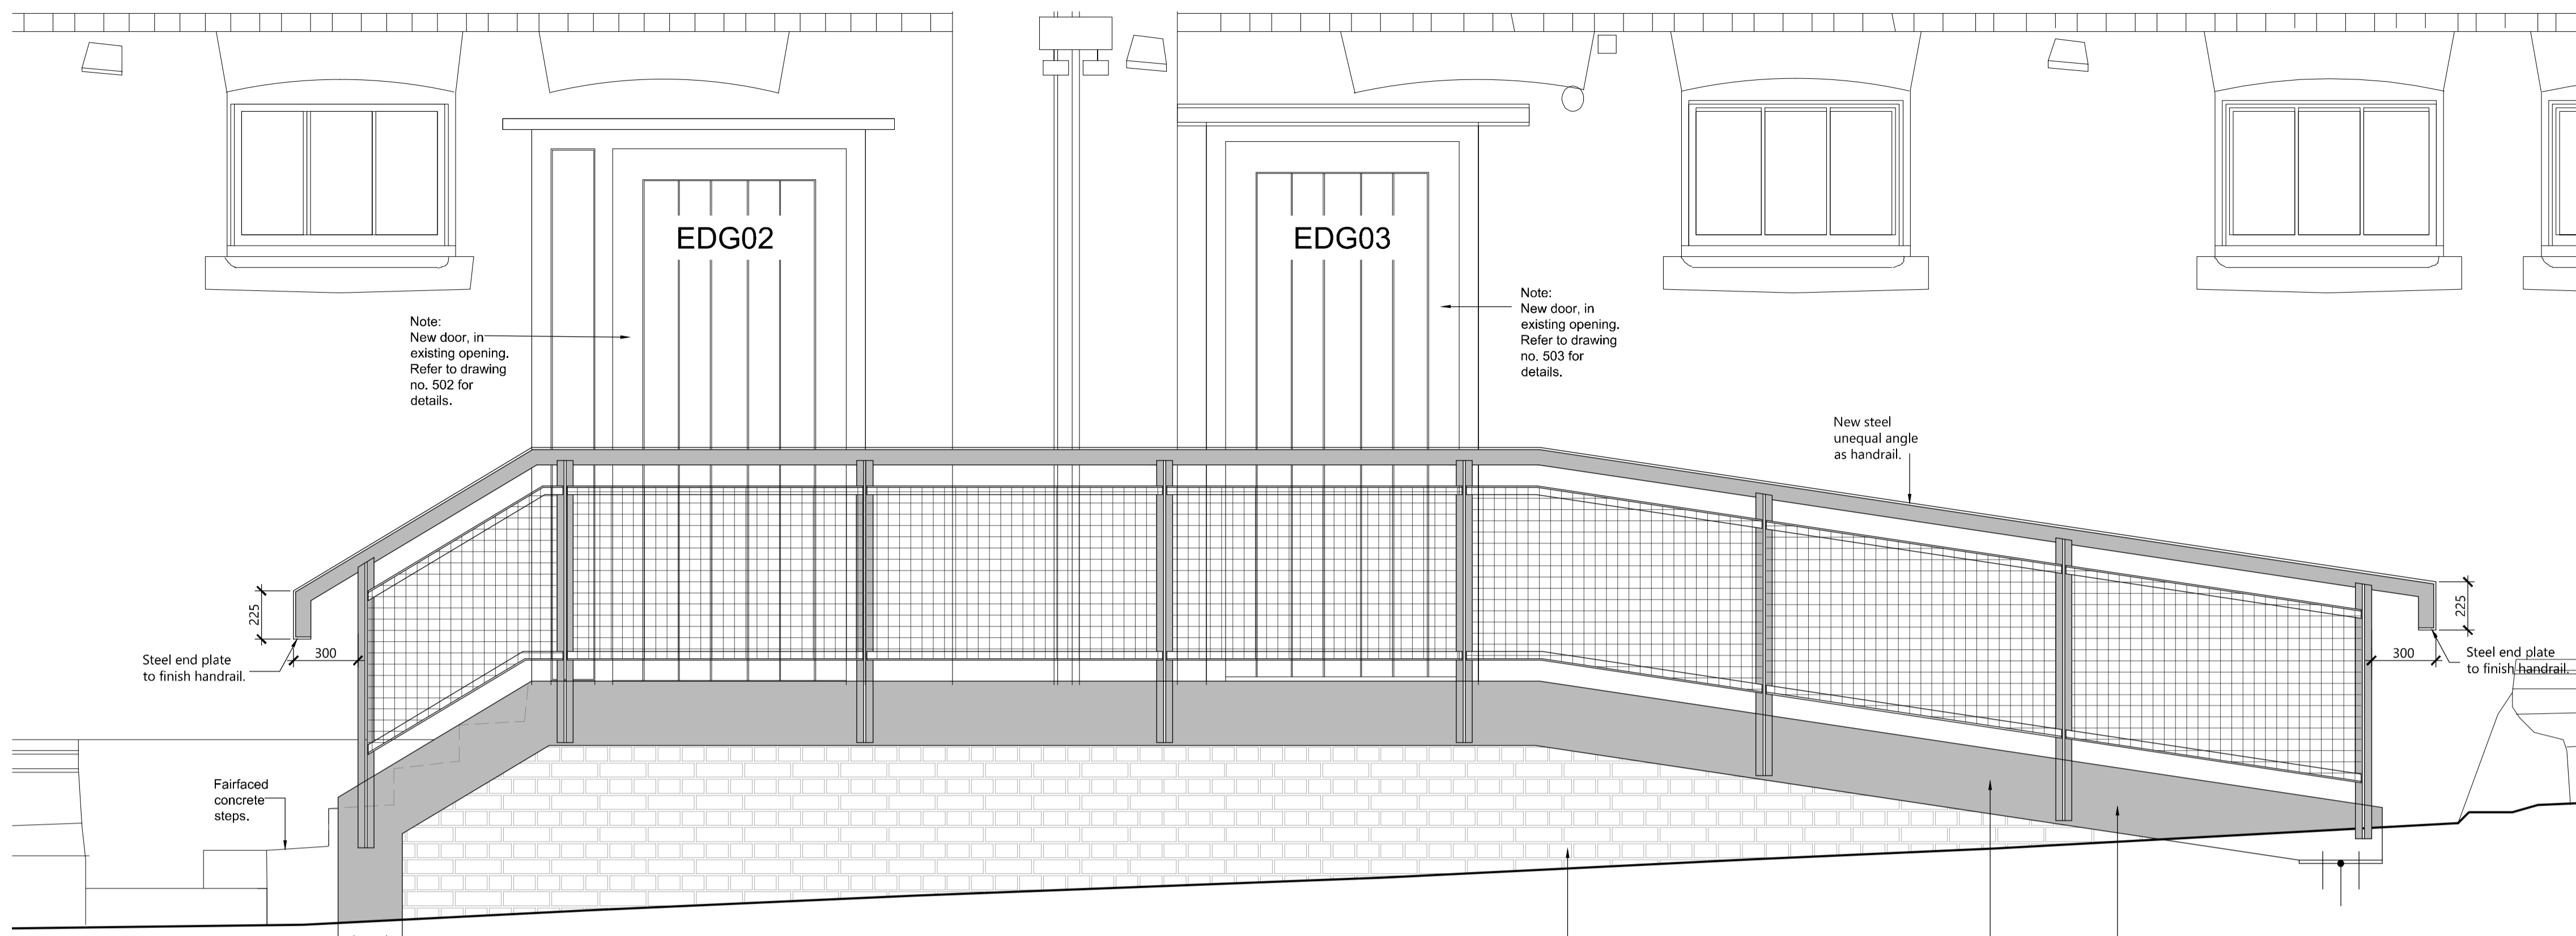 EDG02
EDG03
Note:
New door, in
existing opening.
Refer to drawing
no. 502 for
details.
Note:
New door, in
existing opening.
Refer to drawing
no. 503 for
details.
New steel
unequal angle
as handrail.
225
300
Steel end plate
to finish handrail.
225
300
Steel end plate
to finish handrail.
Fairfaced
concrete
steps.